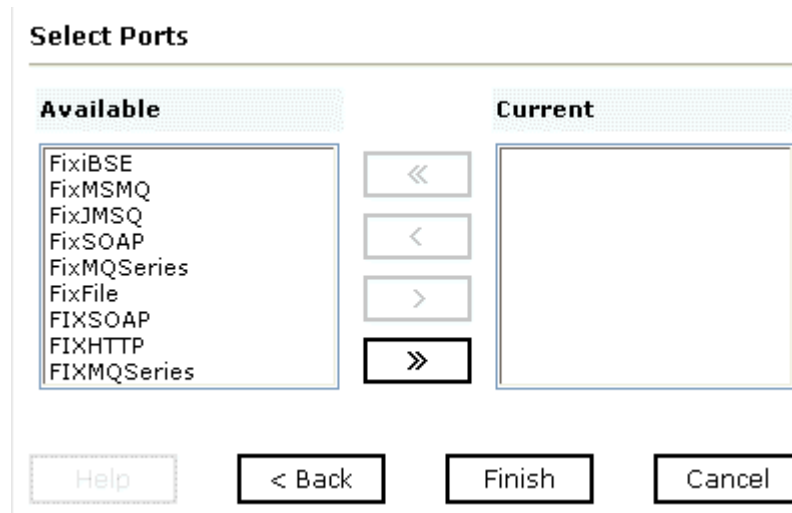 Select Ports
Available
Current
FixiBSE
FixMSMQ
FixJMSQ
FixSOAP
FixMQSeries
FixFile
FIXSOAP
FIXHTTP
FIXMQSeries
<<
<
>
>>
Help
< Back
Finish
Cancel